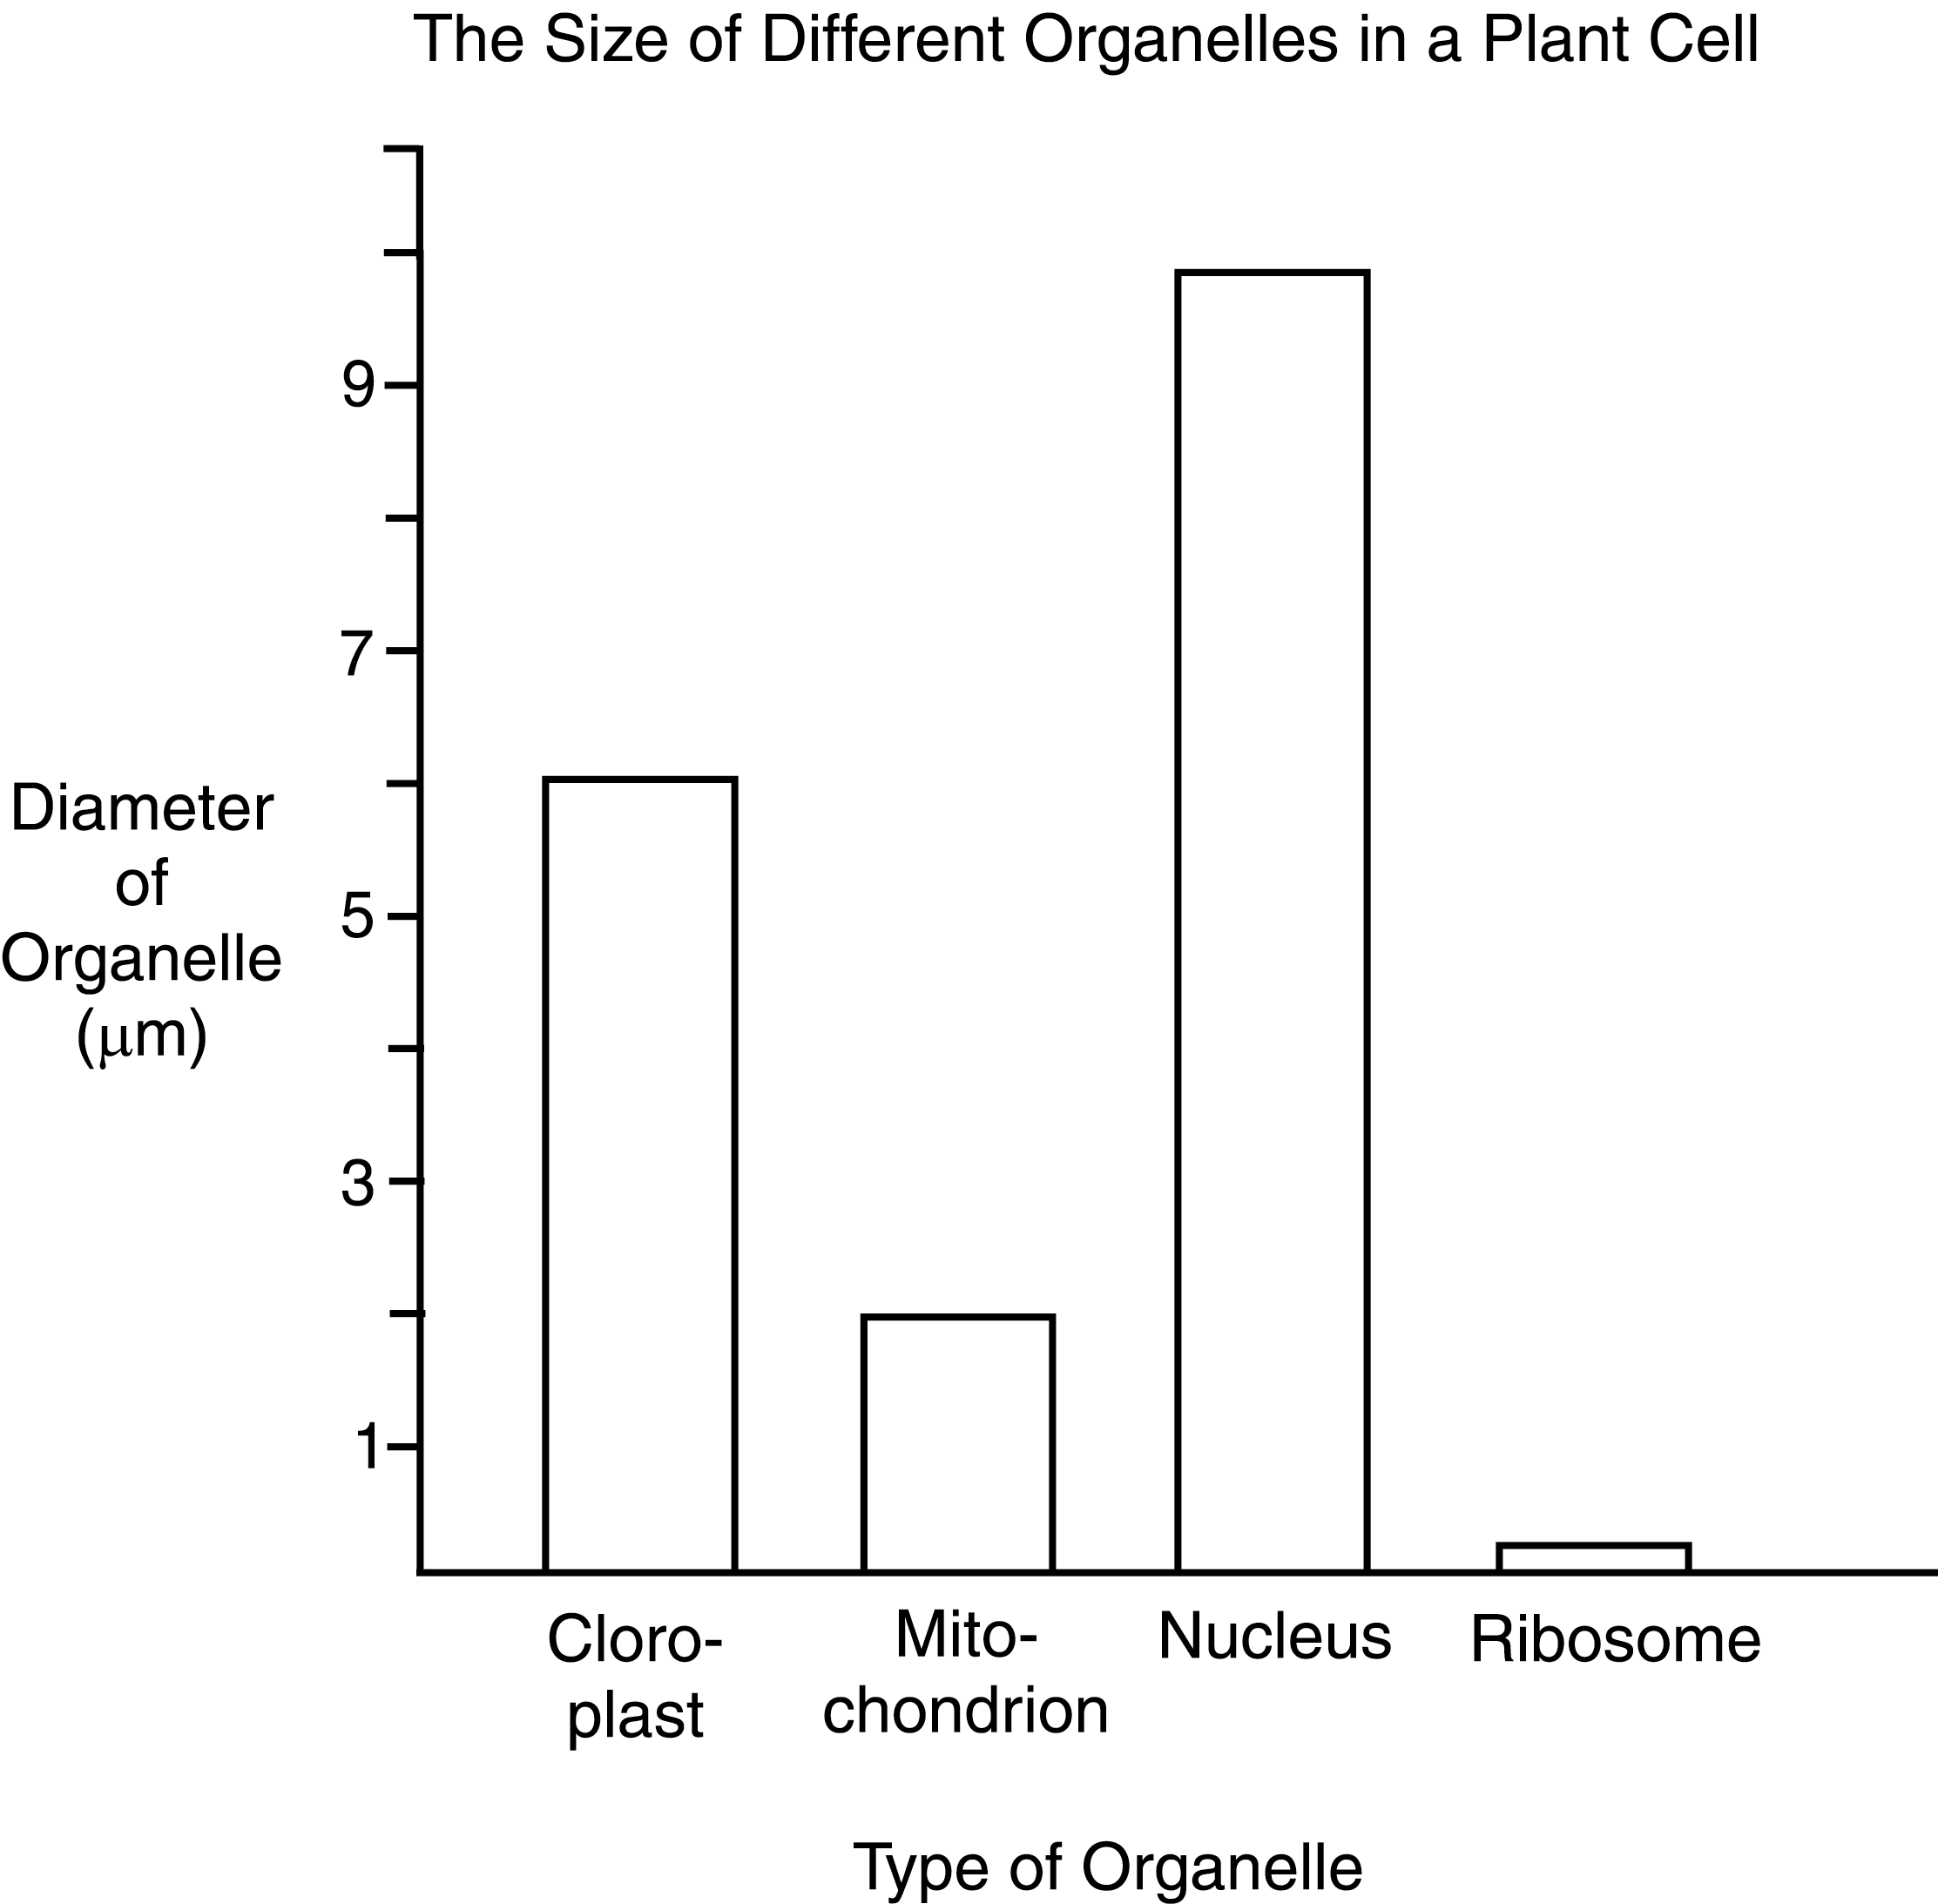 The Size of Different Organelles in a Plant Cell
9
7
5
3
1
Diameter
of
Organelle
(μm)
Cloro-
plast
Mito-
chondrion
Nucleus
Ribosome
Type of Organelle